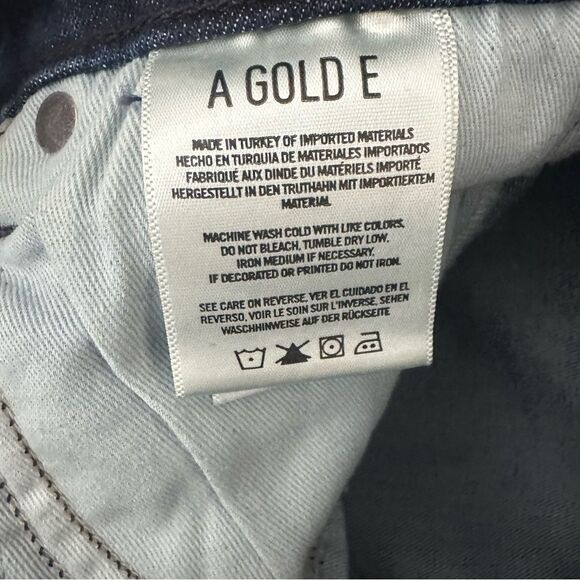 A GOLD E
MADE IN TURKEY OF IMPORTED MATERIALS
HECHO EN TURQUIA DE MATERIALES IMPORTADOS
FABRIQUÉ AUX DINDE DU MATÉRIELS IMPORTÉ
HERGESTELLT IN DEN TRUTHAHN MIT IMPORTIERTEM
MATERIAL
MACHINE WASH COLD WITH LIKE COLORS,
DO NOT BLEACH, TUMBLE DRY LOW,
IRON MEDIUM IF NECESSARY.
IF DECORATED OR PRINTED DO NOT IRON.
SEE CARE ON REVERSE, VER EL CUIDADO EN EL
REVERSO, VOIR LE SOIN SUR L'INVERSE, SEHEN
WASCHHINWEISE AUF DER RÜCKSEITE